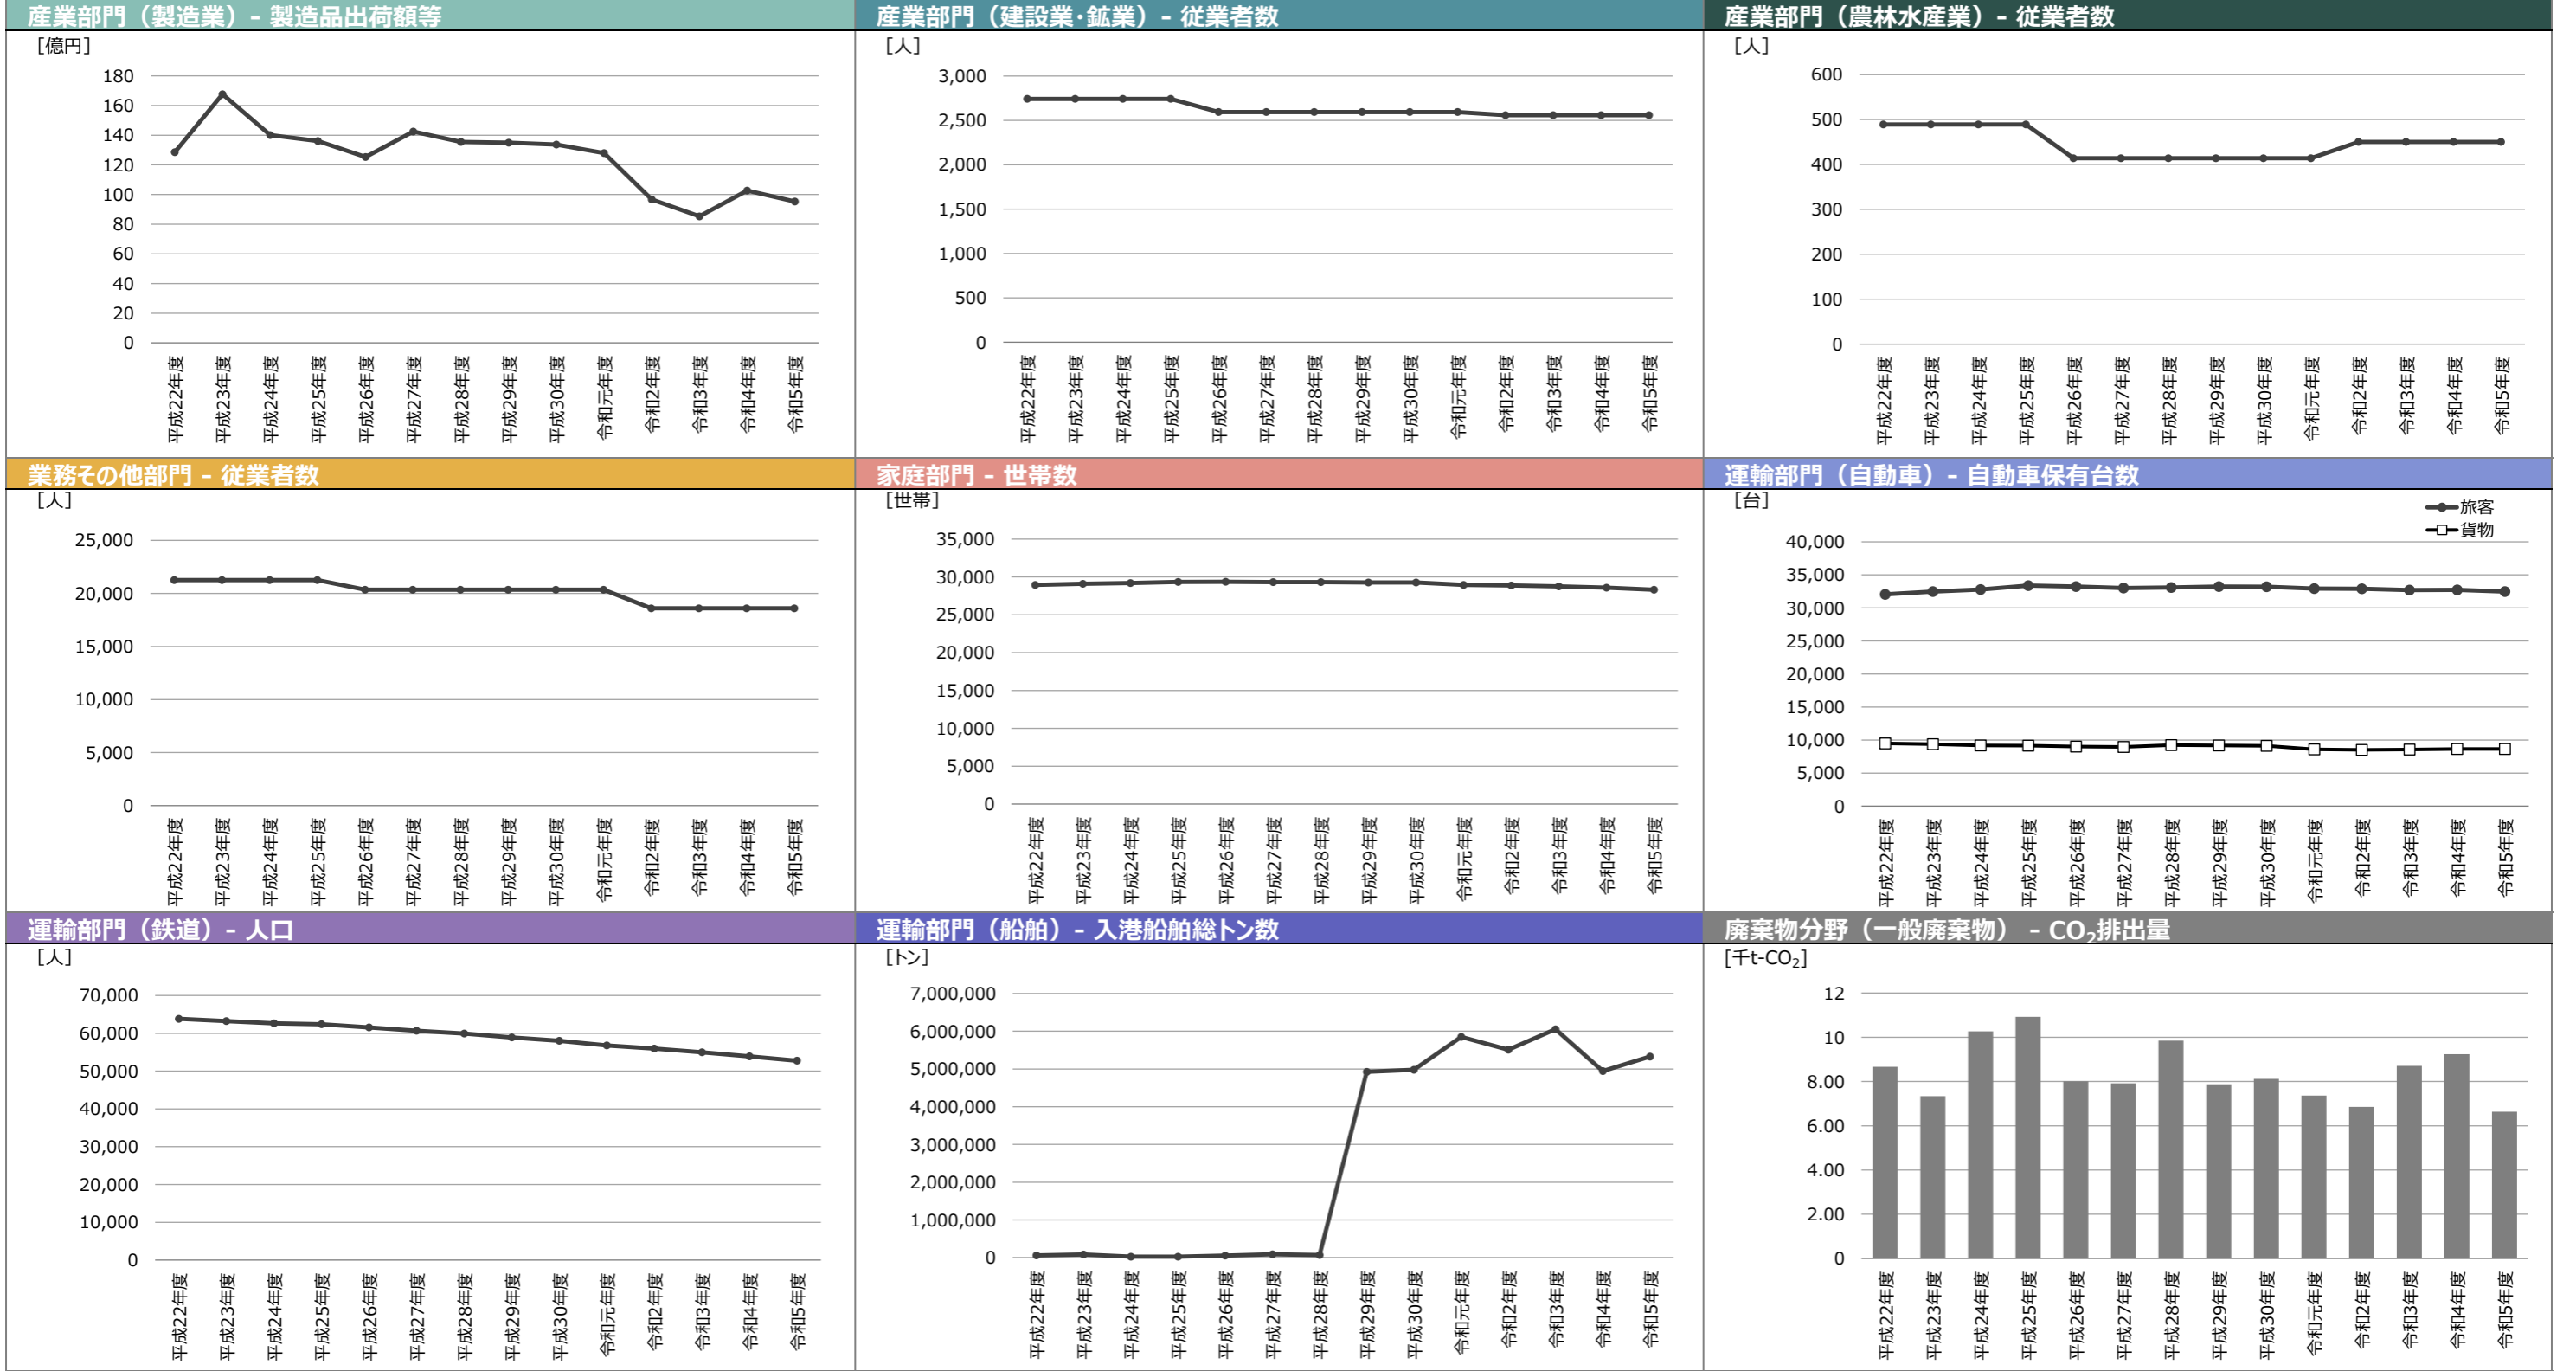 産業部門（製造業）- 製造品出荷額等
[億円]
180
160
140
120
100
80
60
40
20
0
平成22年度
平成23年度
平成24年度
平成25年度
平成26年度
平成27年度
平成28年度
平成29年度
平成30年度
令和元年度
令和2年度
令和3年度
令和4年度
令和5年度
産業部門（建設業・鉱業）- 従業者数
[人]
3,000
2,500
2,000
1,500
1,000
500
0
平成22年度
平成23年度
平成24年度
平成25年度
平成26年度
平成27年度
平成28年度
平成29年度
平成30年度
令和元年度
令和2年度
令和3年度
令和4年度
令和5年度
産業部門（農林水産業）- 従業者数
[人]
600
500
400
300
200
100
0
平成22年度
平成23年度
平成24年度
平成25年度
平成26年度
平成27年度
平成28年度
平成29年度
平成30年度
令和元年度
令和2年度
令和3年度
令和4年度
令和5年度
業務その他部門 - 従業者数
[人]
25,000
20,000
15,000
10,000
5,000
0
平成22年度
平成23年度
平成24年度
平成25年度
平成26年度
平成27年度
平成28年度
平成29年度
平成30年度
令和元年度
令和2年度
令和3年度
令和4年度
令和5年度
家庭部門 - 世帯数
[世帯]
35,000
30,000
25,000
20,000
15,000
10,000
5,000
0
平成22年度
平成23年度
平成24年度
平成25年度
平成26年度
平成27年度
平成28年度
平成29年度
平成30年度
令和元年度
令和2年度
令和3年度
令和4年度
令和5年度
運輸部門（自動車）- 自動車保有台数
[台]
旅客
貨物
40,000
35,000
30,000
25,000
20,000
15,000
10,000
5,000
0
平成22年度
平成23年度
平成24年度
平成25年度
平成26年度
平成27年度
平成28年度
平成29年度
平成30年度
令和元年度
令和2年度
令和3年度
令和4年度
令和5年度
運輸部門（鉄道）- 人口
[人]
70,000
60,000
50,000
40,000
30,000
20,000
10,000
0
平成22年度
平成23年度
平成24年度
平成25年度
平成26年度
平成27年度
平成28年度
平成29年度
平成30年度
令和元年度
令和2年度
令和3年度
令和4年度
令和5年度
運輸部門（船舶）- 入港船舶総トン数
[トン]
7,000,000
6,000,000
5,000,000
4,000,000
3,000,000
2,000,000
1,000,000
0
平成22年度
平成23年度
平成24年度
平成25年度
平成26年度
平成27年度
平成28年度
平成29年度
平成30年度
令和元年度
令和2年度
令和3年度
令和4年度
令和5年度
廃棄物分野（一般廃棄物） - CO₂排出量
[千t-CO₂]
12
10
8.00
6.00
4.00
2.00
0
平成22年度
平成23年度
平成24年度
平成25年度
平成26年度
平成27年度
平成28年度
平成29年度
平成30年度
令和元年度
令和2年度
令和3年度
令和4年度
令和5年度